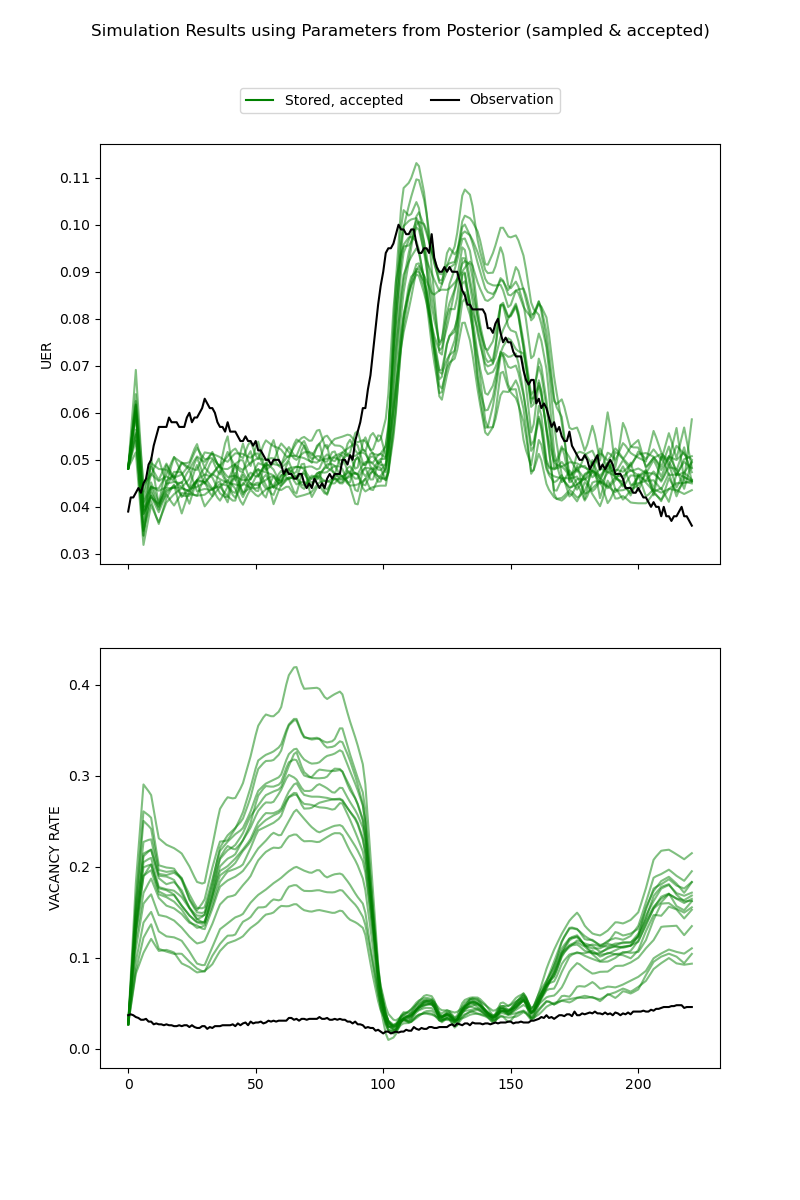 Simulation Results using Parameters from Posterior (sampled & accepted)
Stored, accepted
Observation
0.11
0.10
0.09
0.08
0.07
0.06
0.05
0.04
0.03
UER
0.4
0.3
0.2
0.1
0.0
VACANCY RATE
0 50 100 150 200